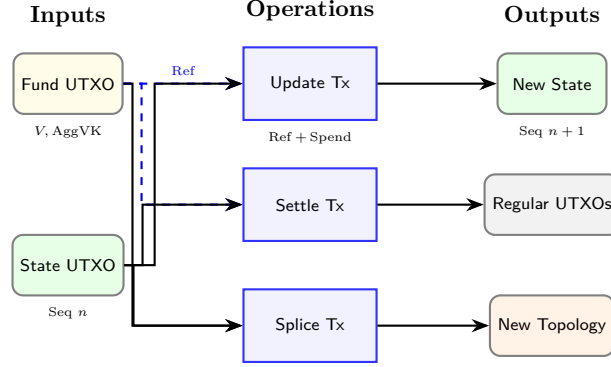 Inputs
Operations
Outputs
Fund UTXO
V, AggVK
Ref
Update Tx
Ref + Spend
New State
Seq n + 1
Settle Tx
Regular UTXOs
State UTXO
Seq n
Splice Tx
New Topology